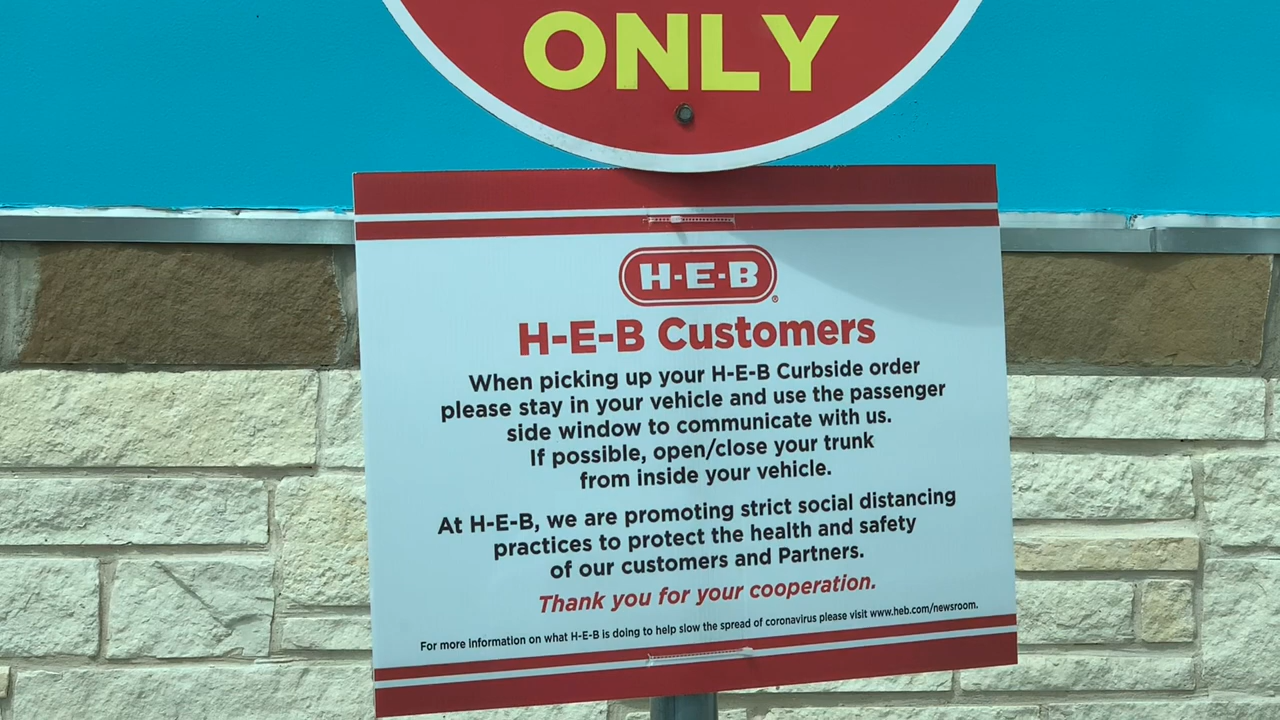 ONLY
H-E-B
H-E-B Customers
When picking up your H-E-B Curbside order
please stay in your vehicle and use the passenger
side window to communicate with us.
If possible, open/close your trunk
from inside your vehicle.
At H-E-B, we are promoting strict social distancing
practices to protect the health and safety
of our customers and Partners.
Thank you for your cooperation.
For more information on what H-E-B is doing to help slow the spread of coronavirus please visit www.heb.com/newsroom.